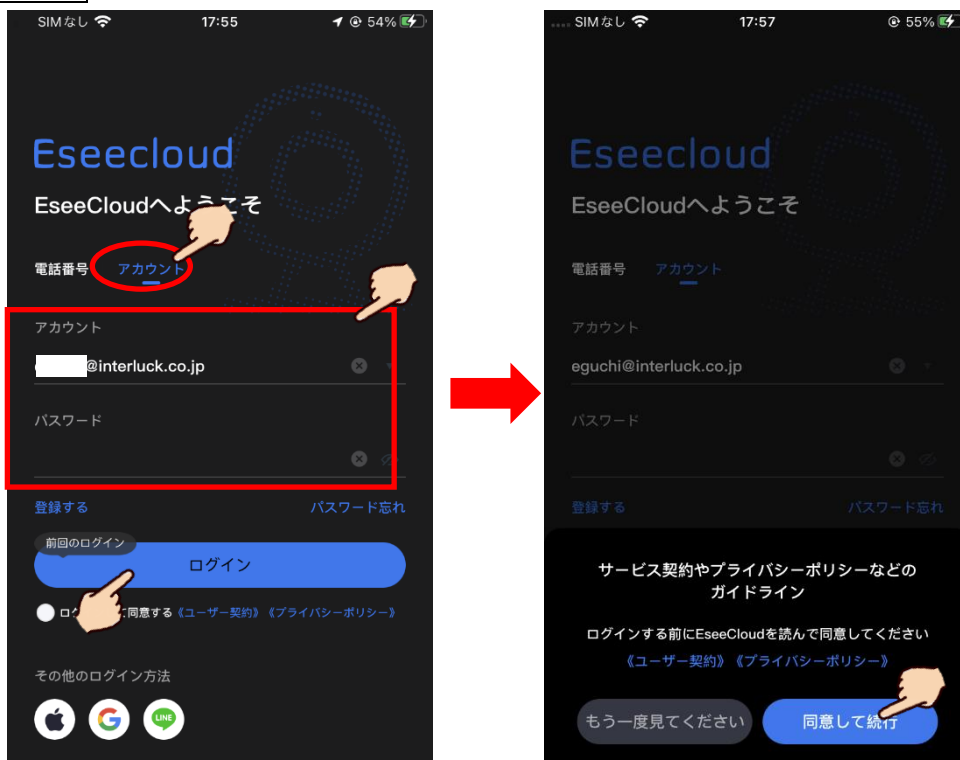 SIMなし 17:55 54%
Eseecloud
EseeCloudへようこそ
電話番号 アカウント
アカウント
@interluck.co.jp
パスワード
登録する パスワード忘れ
前回のログイン
ログイン
同意する《ユーザー契約》《プライバシーポリシー》
その他のログイン方法
LINE
SIMなし 17:57 55%
Eseecloud
EseeCloudへようこそ
電話番号 アカウント
アカウント
eguchi@interluck.co.jp
パスワード
登録する パスワード忘れ
サービス契約やプライバシーポリシーなどの
ガイドライン
ログインする前にEseeCloudを読んで同意してください
《ユーザー契約》《プライバシーポリシー》
もう一度見てください 同意して続行